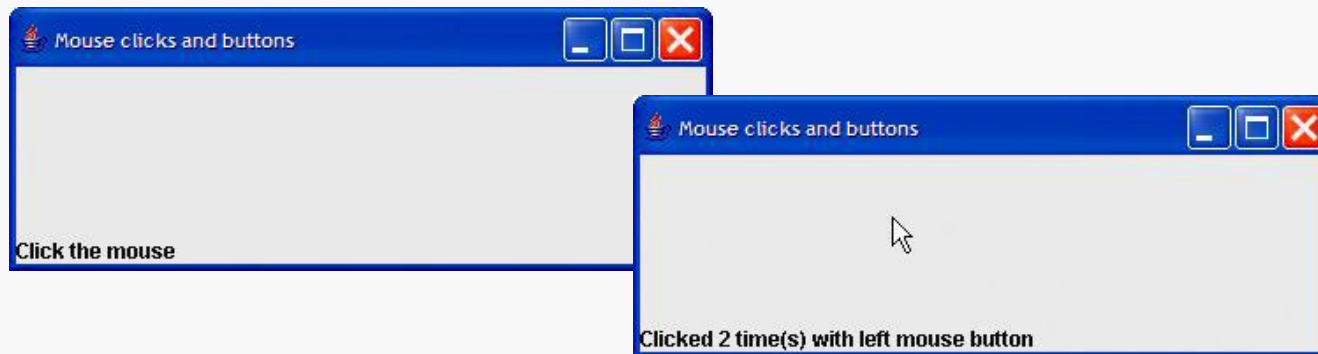 Mouse clicks and buttons
Click the mouse
Mouse clicks and buttons
Clicked 2 time(s) with left mouse button